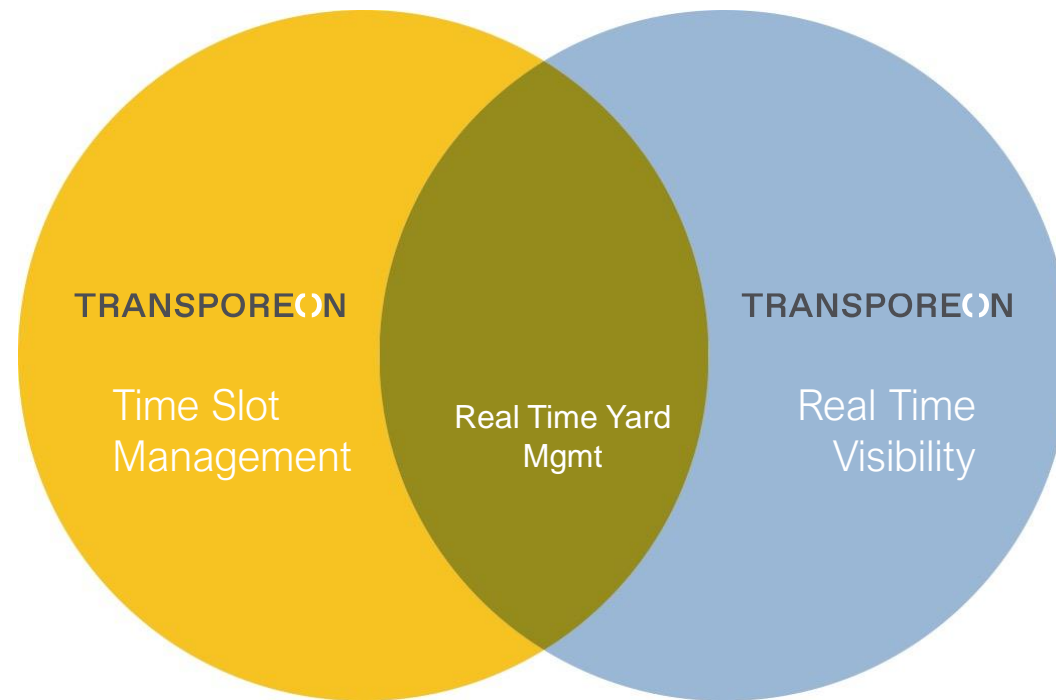 TRANSPOREON
Time Slot
Management
Real Time Yard
Mgmt
TRANSPOREON
Real Time
Visibility